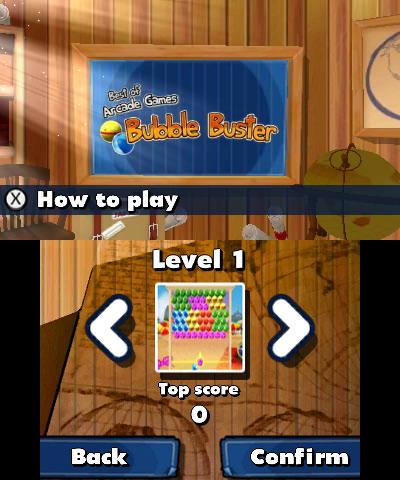 Best of
Arcade Games
Bubble Buster
X How to play
Level 1
Top score
0
Back
Confirm